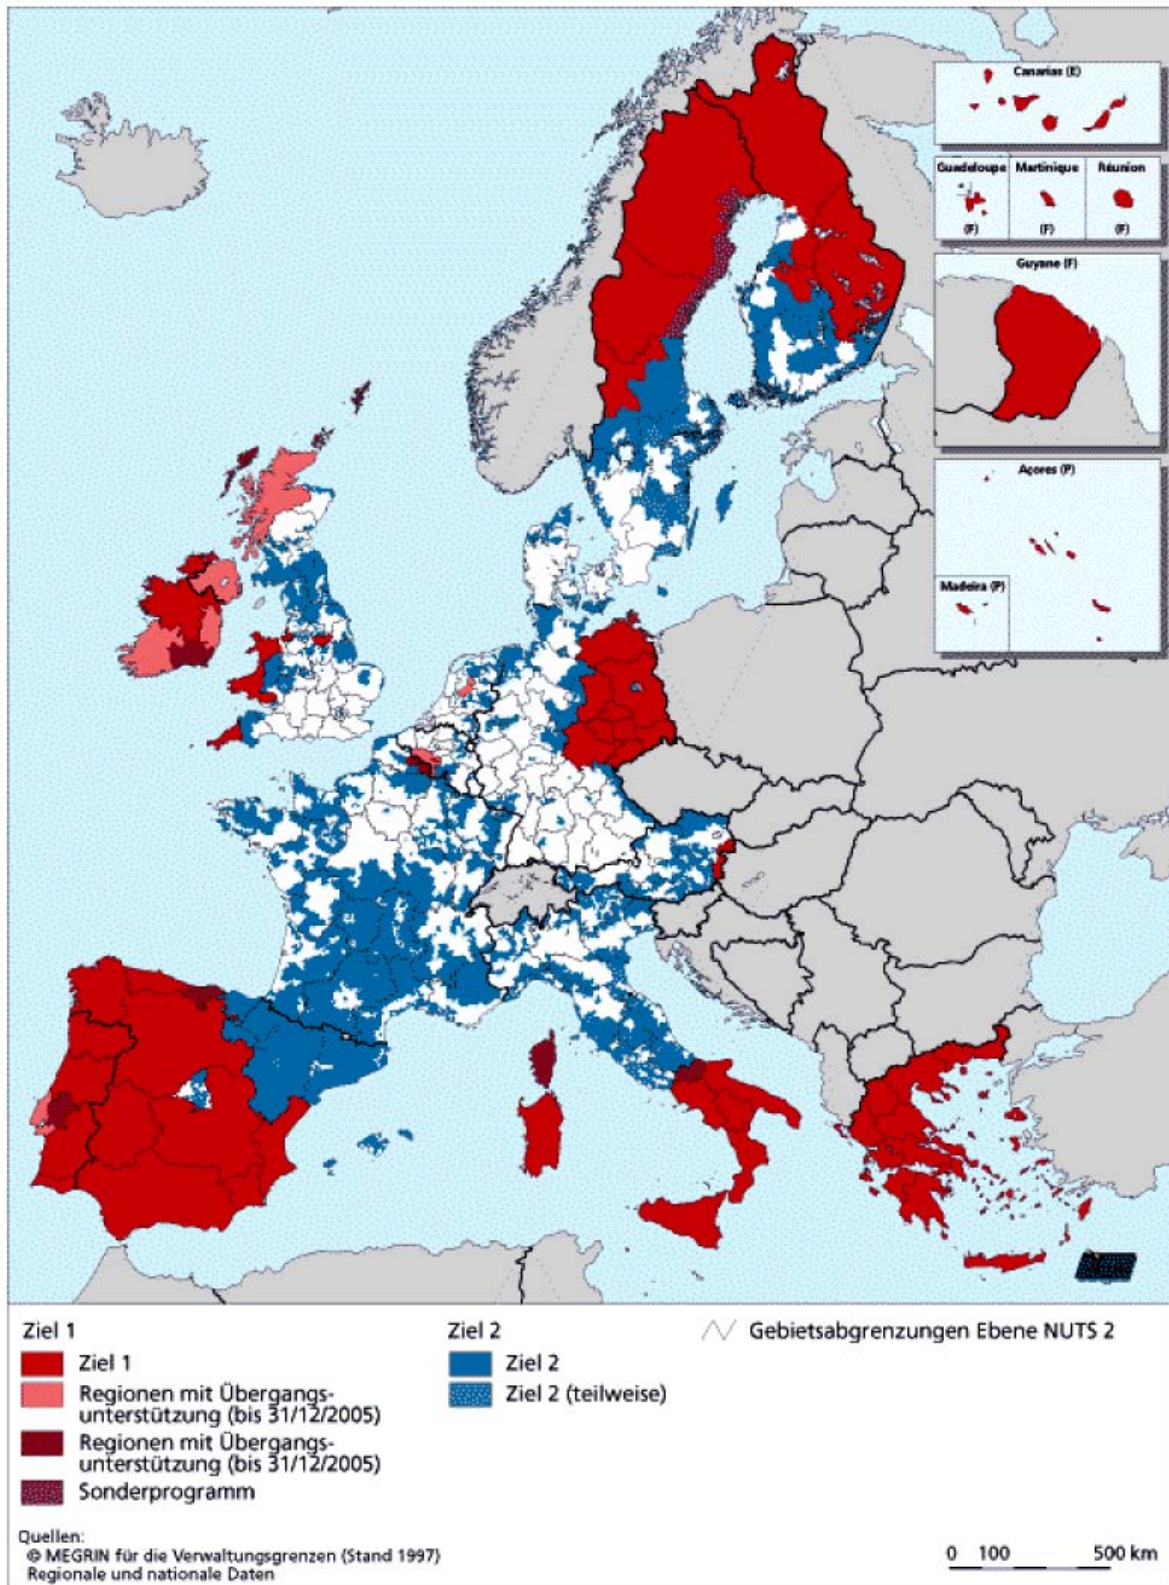 Canarias (E)
Guadeloupe
Martinique
Réunion
(F)
(F)
(F)
Guyane (F)
Açores (P)
Madeira (P)
Ziel 1
Ziel 1
Regionen mit Übergangs-
unterstützung (bis 31/12/2005)
Regionen mit Übergangs-
unterstützung (bis 31/12/2005)
Sonderprogramm
Ziel 2
Ziel 2
Ziel 2 (teilweise)
Gebietsabgrenzungen Ebene NUTS 2
Quellen:
© MEGRIN für die Verwaltungsgrenzen (Stand 1997)
Regionale und nationale Daten
0 100 500 km